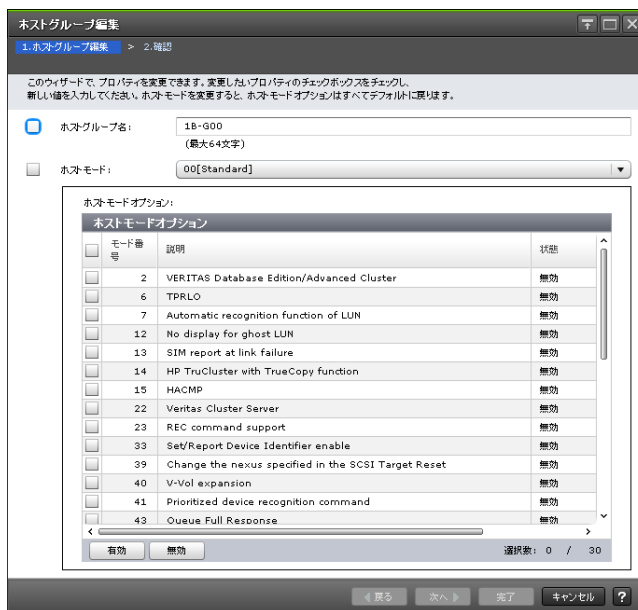 ホストグループ編集
1.ホストグループ編集 > 2.確認
このウィザードで、プロパティを変更できます。変更したいプロパティのチェックボックスをチェックし、
新しい値を入力してください。ホストモードを変更すると、ホストモードオプションはすべてデフォルトに戻ります。
ホストグループ名: 1B-G00
(最大64文字)
ホストモード: 00[Standard]
ホストモードオプション:
ホストモードオプション
モード番号 説明 状態
2 VERITAS Database Edition/Advanced Cluster 無効
6 TPRLO 無効
7 Automatic recognition function of LUN 無効
12 No display for ghost LUN 無効
13 SIM report at link failure 無効
14 HP TruCluster with TrueCopy function 無効
15 HACMP 無効
22 Veritas Cluster Server 無効
23 REC command support 無効
33 Set/Report Device Identifier enable 無効
39 Change the nexus specified in the SCSI Target Reset 無効
40 V-Vol expansion 無効
41 Prioritized device recognition command 無効
43 Queue Full Response 無効
有効 無効 選択数: 0 / 30
戻る 次へ 完了 キャンセル ?